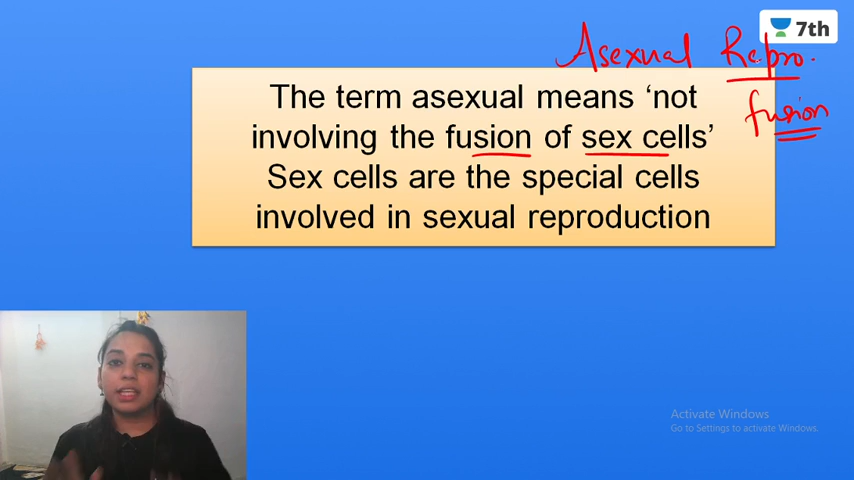 7th
Asexual Repro.
fusion
The term asexual means ‘not
involving the fusion of sex cells’
Sex cells are the special cells
involved in sexual reproduction
Activate Windows
Go to Settings to activate Windows.